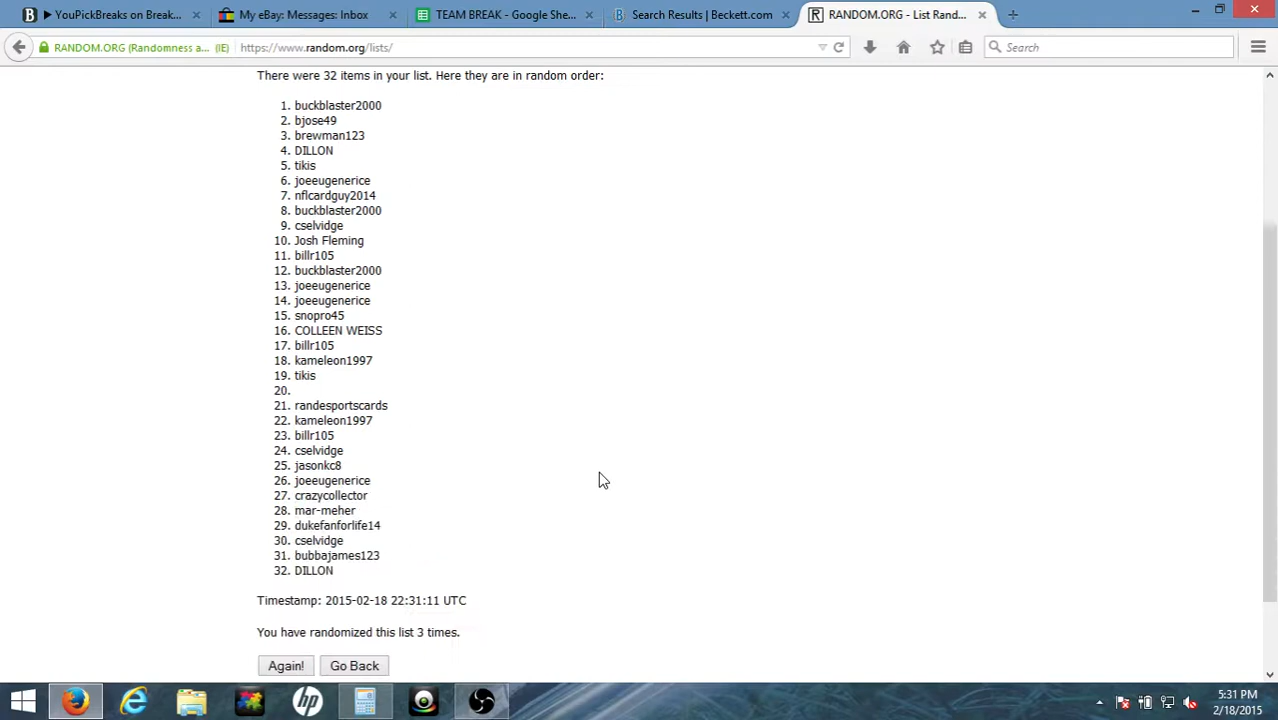 ▶ YouPickBreaks on Break...
My eBay: Messages: Inbox
TEAM BREAK - Google She...
Search Results | Beckett.com
RANDOM.ORG - List Rand...
RANDOM.ORG (Randomness a... (IE)
https://www.random.org/lists/
Search
There were 32 items in your list. Here they are in random order:
1. buckblaster2000
2. bjose49
3. brewman123
4. DILLON
5. tikis
6. joeeugenerice
7. nflcardguy2014
8. buckblaster2000
9. cselvidge
10. Josh Fleming
11. billr105
12. buckblaster2000
13. joeeugenerice
14. joeeugenerice
15. snopro45
16. COLLEEN WEISS
17. billr105
18. kameleon1997
19. tikis
20.
21. randesportscards
22. kameleon1997
23. billr105
24. cselvidge
25. jasonkc8
26. joeeugenerice
27. crazycollector
28. mar-meher
29. dukefanforlife14
30. cselvidge
31. bubbajames123
32. DILLON
Timestamp: 2015-02-18 22:31:11 UTC
You have randomized this list 3 times.
Again!
Go Back
5:31 PM
2/18/2015